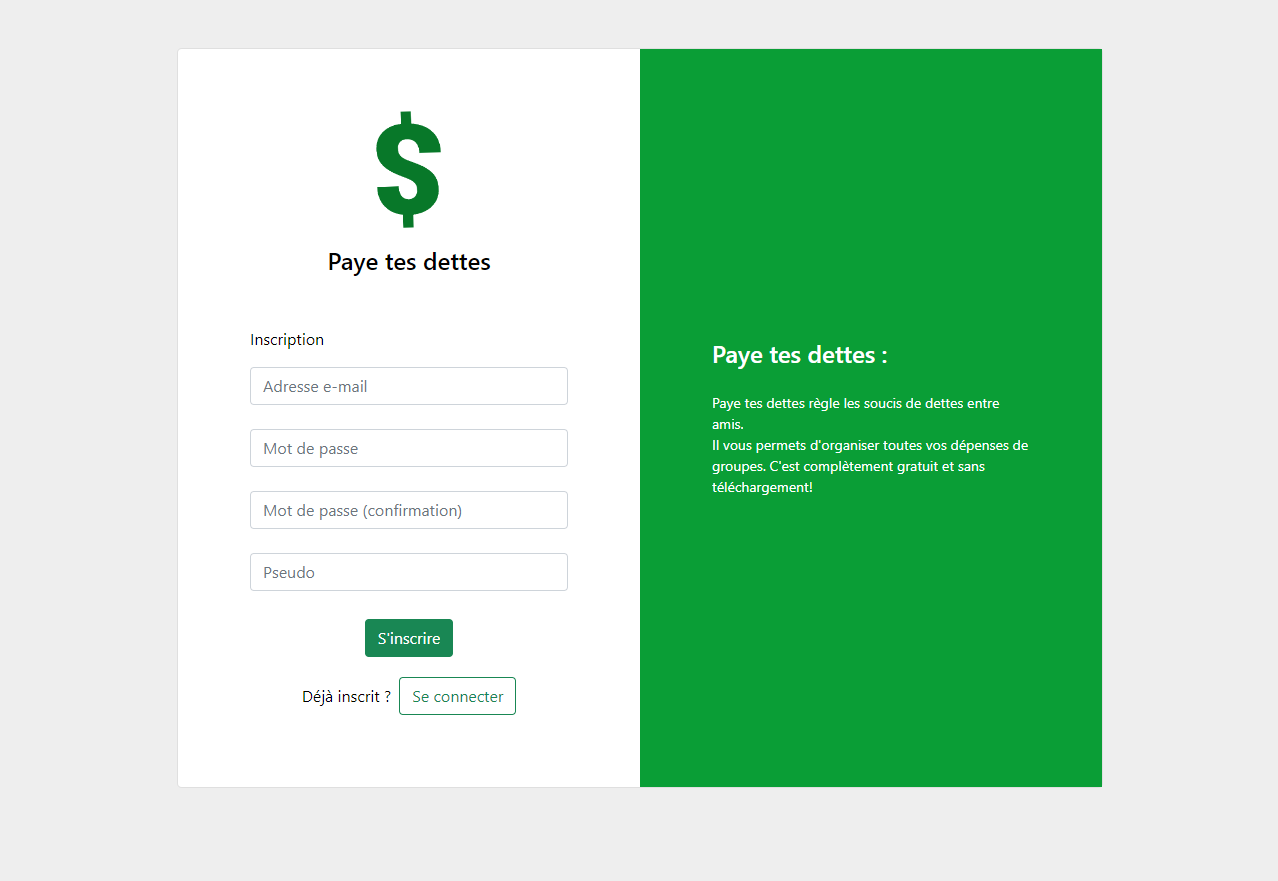 $
Paye tes dettes
Inscription
Adresse e-mail
Mot de passe
Mot de passe (confirmation)
Pseudo
S'inscrire
Déjà inscrit ? Se connecter
Paye tes dettes :
Paye tes dettes règle les soucis de dettes entre
amis.
Il vous permets d'organiser toutes vos dépenses de
groupes. C'est complètement gratuit et sans
téléchargement!